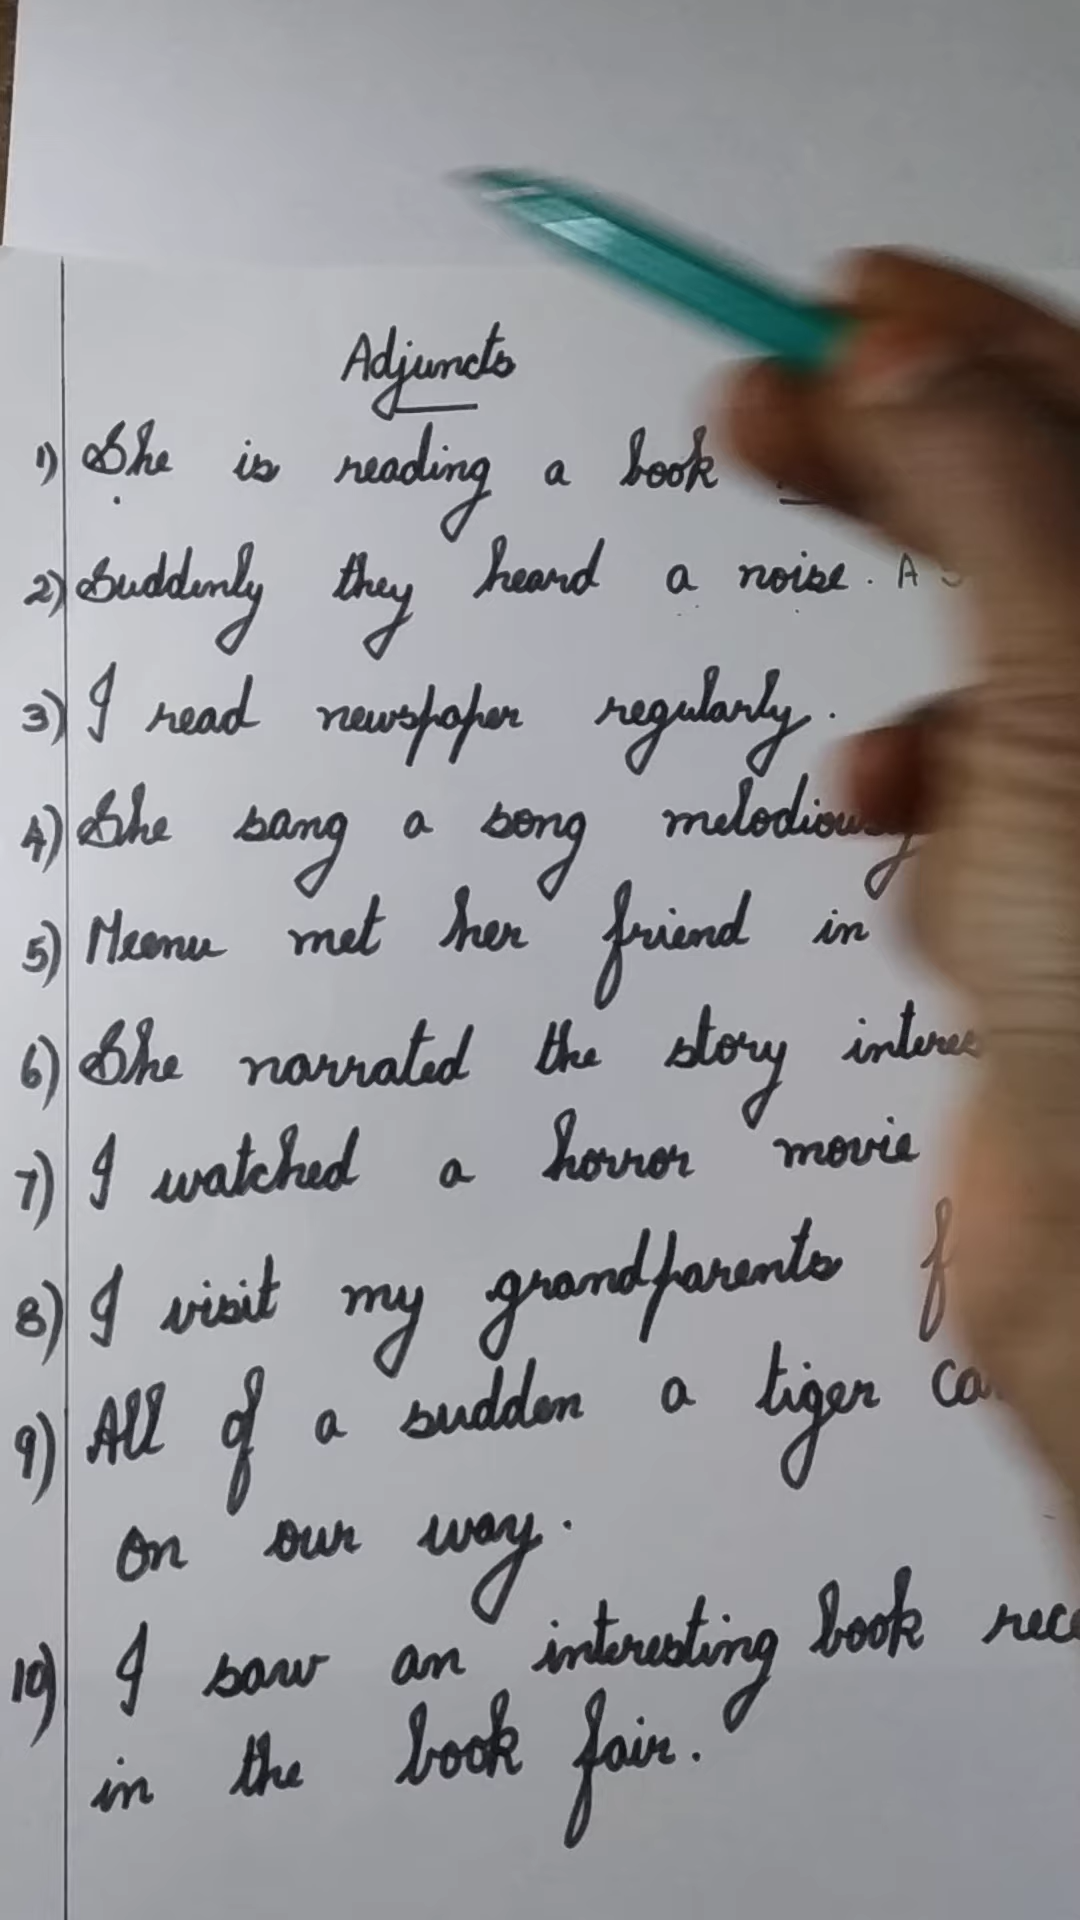 Adjuncts
1) She is reading a book
2) Suddenly they heard a noise. A S
3) I read newspaper regularly.
4) She sang a song melodiously
5) Meenu met her friend in
6) She narrated the story
7) I watched a horror movie
8) I visit my grandparents
9) All of a sudden a tiger
on our way.
10) I saw an interesting book
in the book fair.